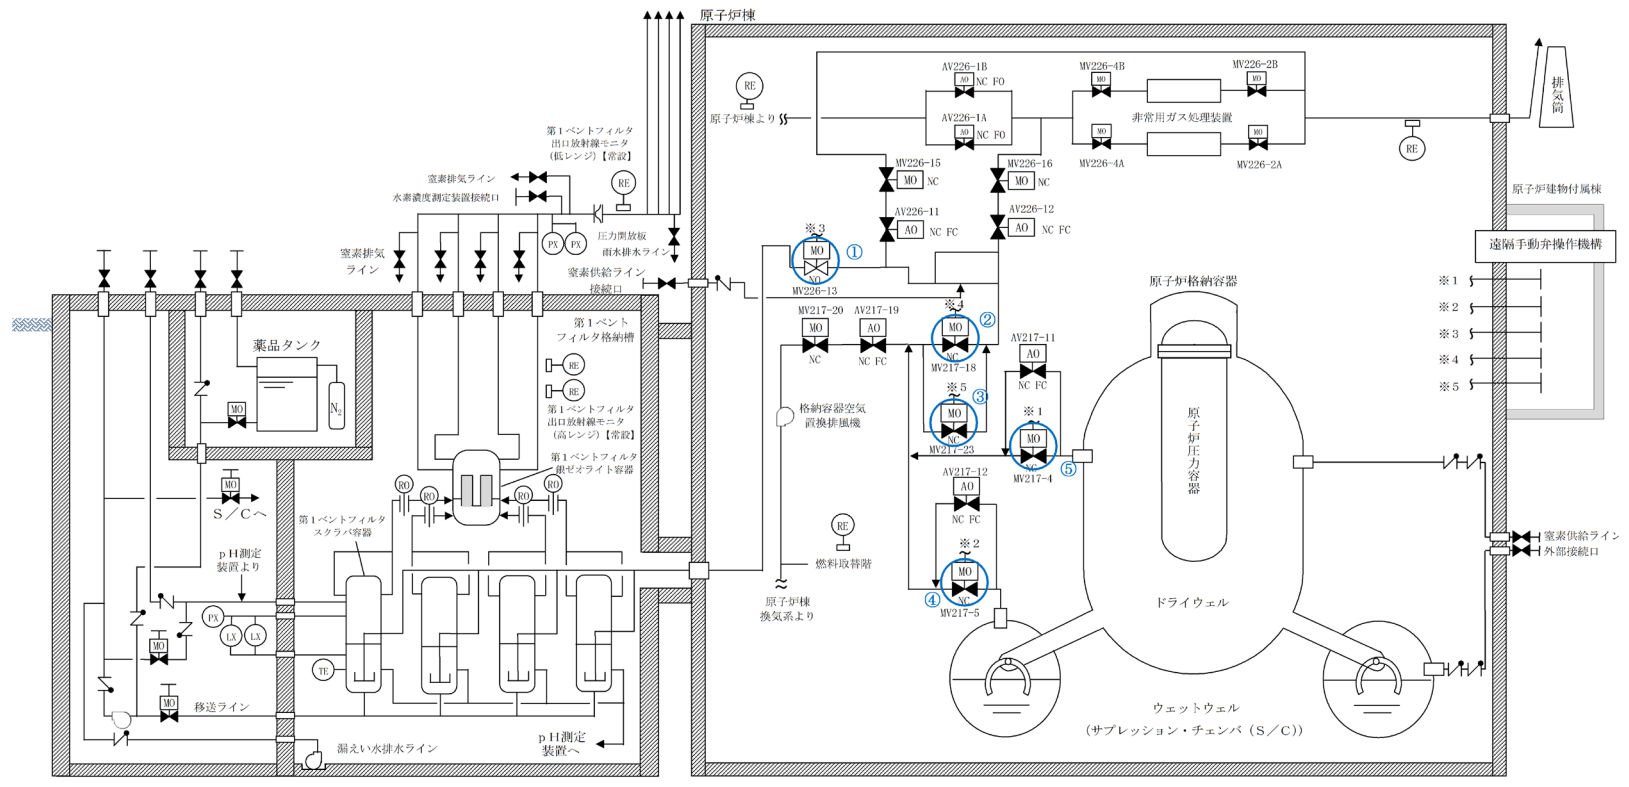 原子炉棟
RE
原子炉棟より
AV226-1B
AO
NC FO
AV226-1A
AO
NC FO
MV226-4B
MO
MV226-2B
MO
非常用ガス処理装置
MO
MV226-4A
MO
MV226-2A
RE
排気筒
MV226-15
MO
NC
MV226-16
MO
NC
AV226-11
AO
NC FC
AV226-12
AO
NC FC
原子炉建物付属棟
遠隔手動弁操作機構
※1
※2
※3
※4
※5
第1ベントフィルタ
出口放射線モニタ
(低レンジ)【常設】
RE
窒素排気ライン
水素濃度測定装置接続口
PX
PX
圧力開放板
雨水排水ライン
窒素排気
ライン
窒素供給ライン
接続口
※3
MO
①
NO
MV226-13
MV217-20
MO
NC
AV217-19
AO
NC FC
※4
MO
②
NC
MV217-18
※5
MO
③
NC
MV217-23
AV217-11
AO
NC FC
※1
MO
NC
MV217-4
⑤
AV217-12
AO
NC FC
※2
MO
④
NC
MV217-5
原子炉格納容器
原子炉圧力容器
ドライウェル
ウェットウェル
(サプレッション・チェンバ(S/C))
窒素供給ライン
外部接続口
格納容器空気
置換排風機
RE
燃料取替階
原子炉棟
換気系より
第1ベント
フィルタ格納槽
RE
RE
第1ベントフィルタ
出口放射線モニタ
(高レンジ)【常設】
第1ベントフィルタ
銀ゼオライト容器
RO
RO
RO
RO
第1ベントフィルタ
スクラバ容器
薬品タンク
N2
MO
MO
S/Cへ
pH測定
装置より
PX
LX
LX
MO
TE
MO
移送ライン
漏えい水排水ライン
pH測定
装置へ